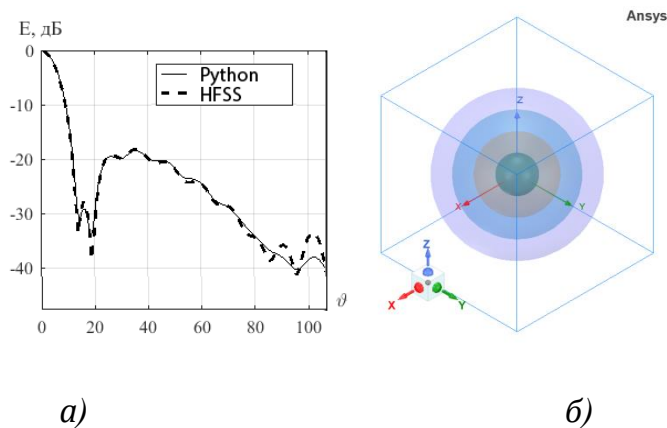 E, дБ
0
-10
-20
-30
-40
Python
HFSS
0 20 40 60 80 100 ϑ
Ansys
Z
X Y
Z
X Y
а) б)